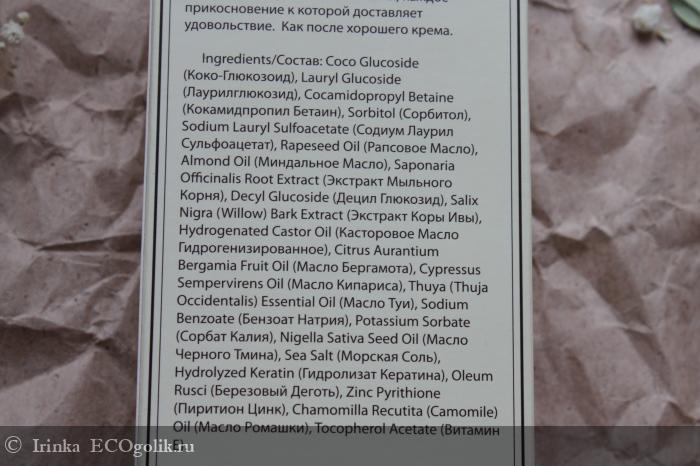 прикосновение к которой доставляет
удовольствие. Как после хорошего крема.
Ingredients/Состав: Coco Glucoside
(Коко-Глюкозоид), Lauryl Glucoside
(Лаурилглюкозид), Cocamidopropyl Betaine
(Кокамидпропил Бетаин), Sorbitol (Сорбитол),
Sodium Lauryl Sulfoacetate (Содиум Лаурил
Сульфоацетат), Rapeseed Oil (Рапсовое Масло),
Almond Oil (Миндальное Масло), Saponaria
Officinalis Root Extract (Экстракт Мыльного
Корня), Decyl Glucoside (Децил Глюкозид), Salix
Nigra (Willow) Bark Extract (Экстракт Коры Ивы),
Hydrogenated Castor Oil (Касторовое Масло
Гидрогенизированное), Citrus Aurantium
Bergamia Fruit Oil (Масло Бергамота), Cypressus
Sempervirens Oil (Масло Кипариса), Thuya (Thuja
Occidentalis) Essential Oil (Масло Туи), Sodium
Benzoate (Бензоат Натрия), Potassium Sorbate
(Сорбат Калия), Nigella Sativa Seed Oil (Масло
Черного Тмина), Sea Salt (Морская Соль),
Hydrolyzed Keratin (Гидролизат Кератина), Oleum
Rusci (Березовый Деготь), Zinc Pyrithione
(Пиритион Цинк), Chamomilla Recutita (Camomile)
Oil (Масло Ромашки), Tocopherol Acetate (Витамин
E)
© Irinka ECOgolik.ru